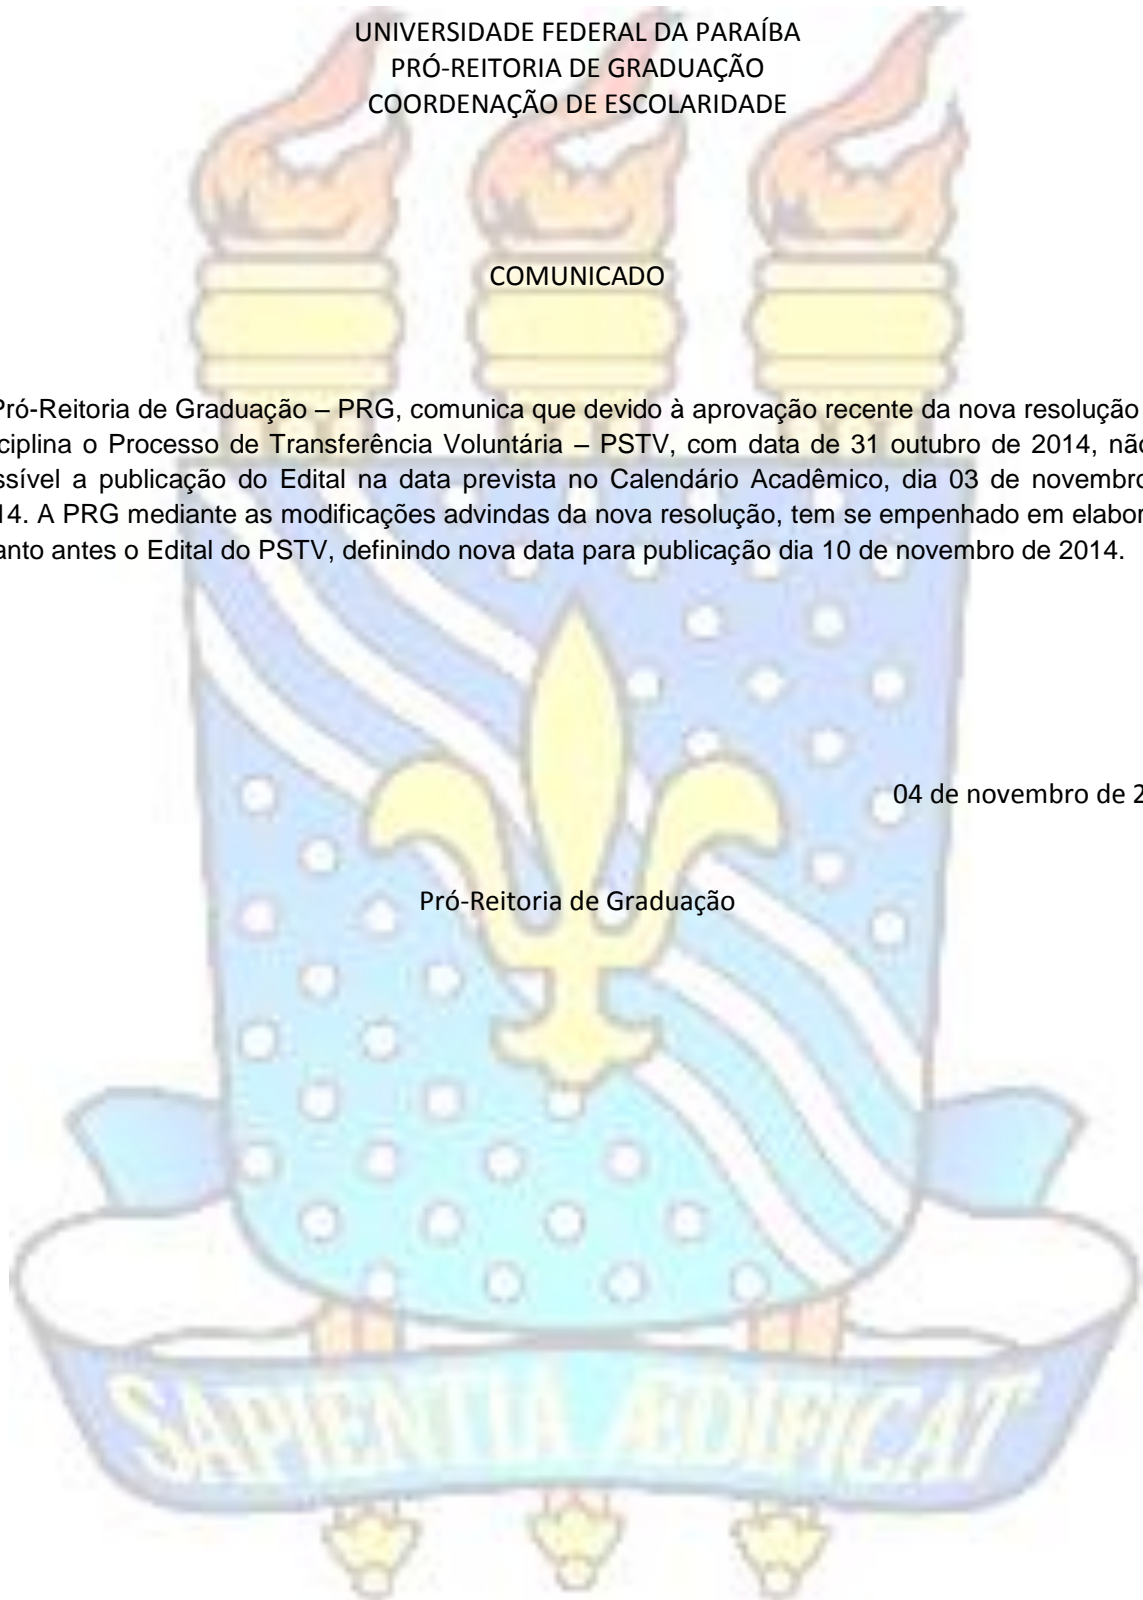 UNIVERSIDADE FEDERAL DA PARAÍBA
PRÓ-REITORIA DE GRADUAÇÃO
COORDENAÇÃO DE ESCOLARIDADE
COMUNICADO
Pró-Reitoria de Graduação – PRG, comunica que devido à aprovação recente da nova resolução
ciplina o Processo de Transferência Voluntária – PSTV, com data de 31 outubro de 2014, não
ssível a publicação do Edital na data prevista no Calendário Acadêmico, dia 03 de novembro
14. A PRG mediante as modificações advindas da nova resolução, tem se empenhado em elabor
anto antes o Edital do PSTV, definindo nova data para publicação dia 10 de novembro de 2014.
04 de novembro de 2
Pró-Reitoria de Graduação
SAPIENTIA ÆDIFICAT